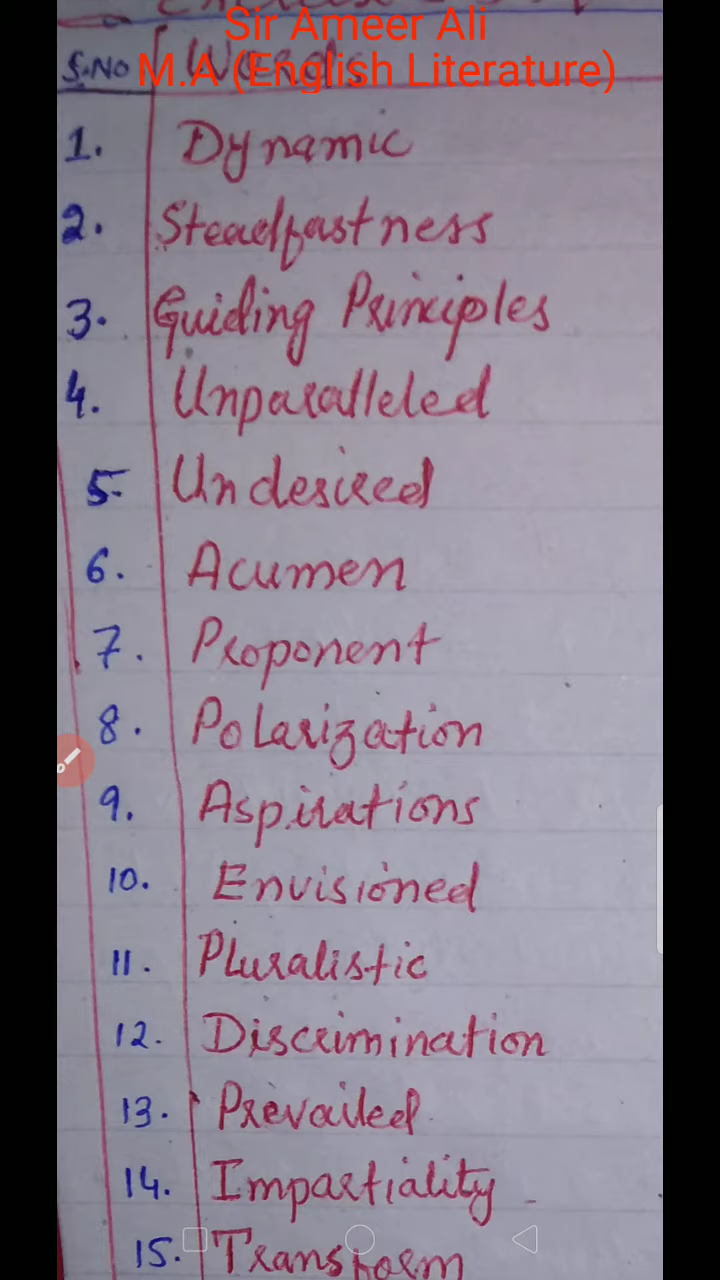 Sir Ameer Ali
S.No Words
M.A (English Literature)
1. Dynamic
2. Steadfastness
3. Guiding Principles
4. Unparalleled
5. Undesired
6. Acumen
7. Proponent
8. Polarization
9. Aspirations
10. Envisioned
11. Pluralistic
12. Discrimination
13. Prevailed
14. Impartiality
15. Transform